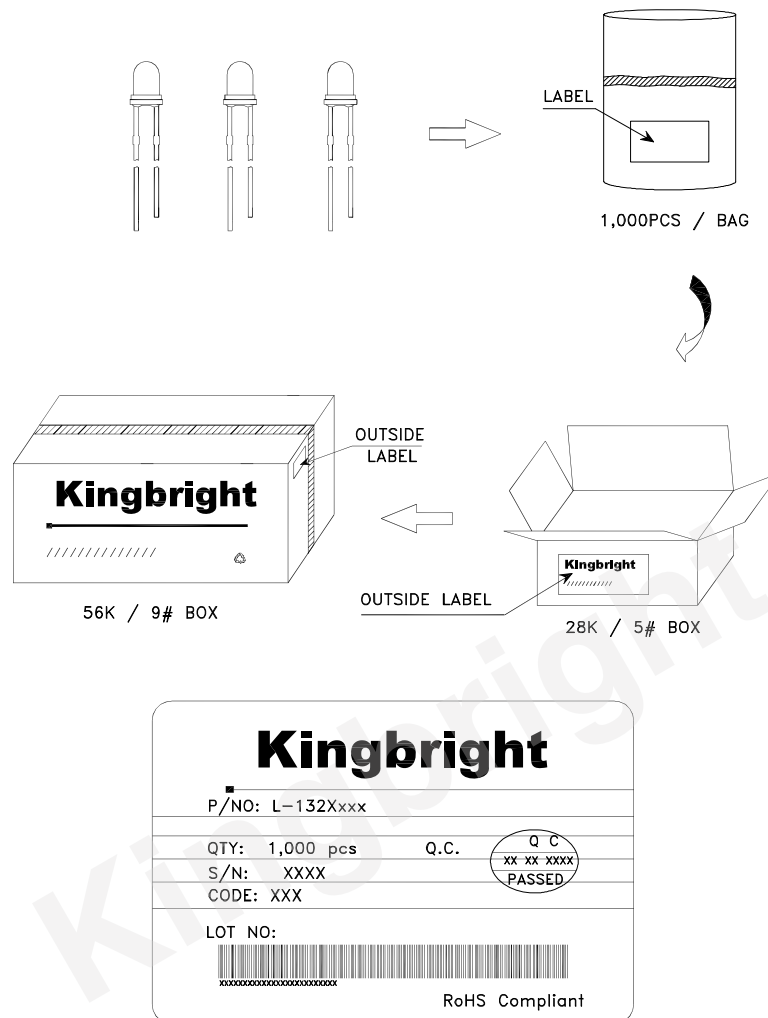 LABEL
1,000PCS / BAG
OUTSIDE
LABEL
Kingbright
56K / 9# BOX
Kingbright
OUTSIDE LABEL
28K / 5# BOX
Kingbright
Kingbright
P/NO: L-132Xxxx
QTY: 1,000 pcs Q.C.
Q C
XX XX XXXX
PASSED
S/N: XXXX
CODE: XXX
LOT NO:
xxxxxxxxxxxxxxxxxxxxxxxx
RoHS Compliant